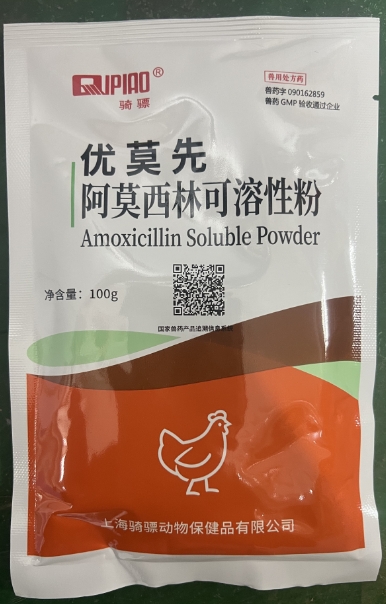 QIPIAO®
骑骠
兽用处方药
兽药字 090162859
兽药 GMP 验收通过企业
优莫先
阿莫西林可溶性粉
Amoxicillin Soluble Powder
净含量：100g
国家兽药产品追溯信息系统
上海骑骠动物保健品有限公司